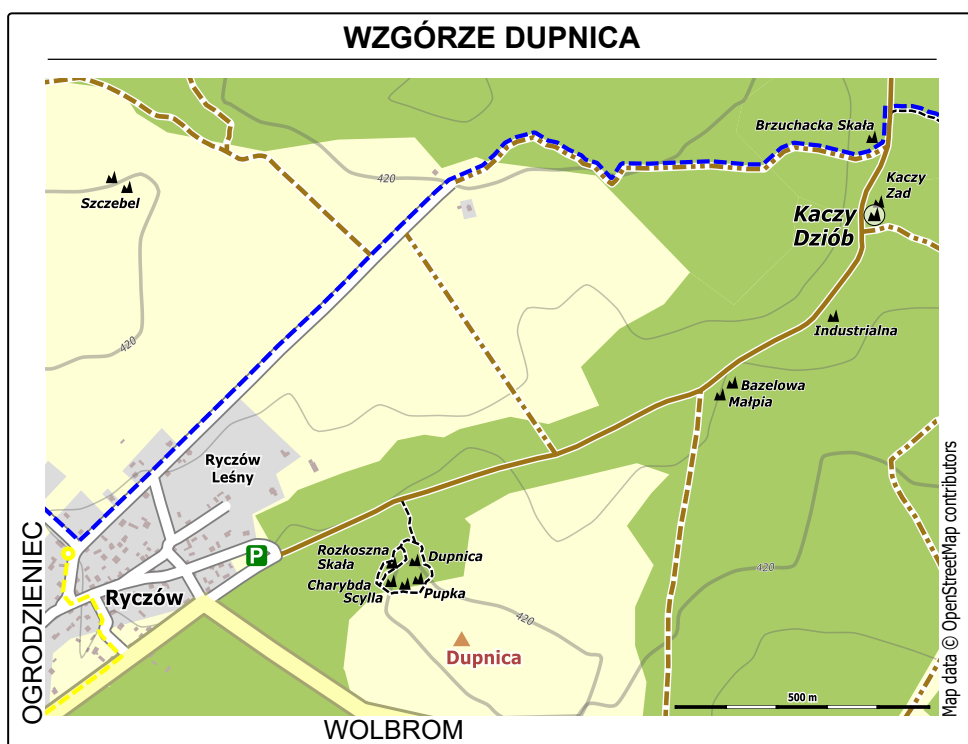 WZGÓRZE DUPNICA
Brzuchacka Skała
420
Kaczy
Zad
Szczebel
Kaczy
Dziób
Industrialna
420
Bazelowa
Małpia
Ryczów
Leśny
Rozkoszna
Skała
Dupnica
P
420
Charybda
Scylla
Pupka
Ryczów
420
Dupnica
500 m
OGRODZIENIEC
WOLBROM
Map data © OpenStreetMap contributors